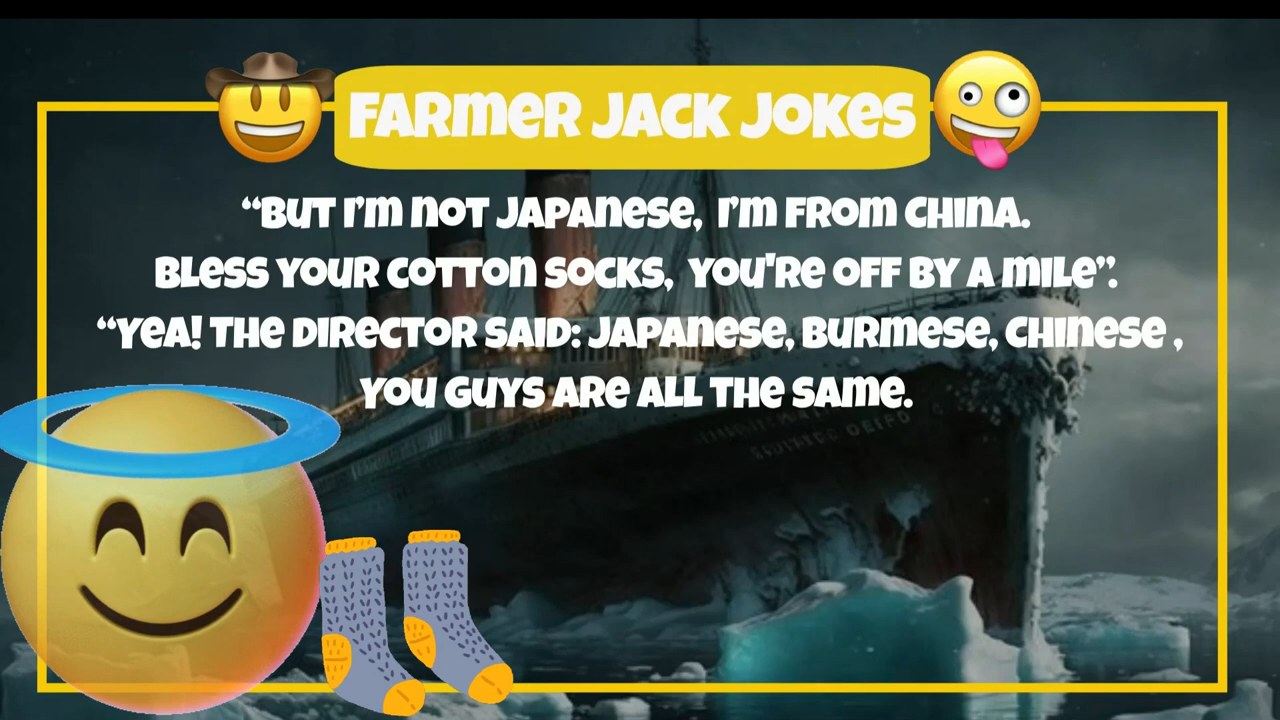 FARMER JACK JOKES
“BUT I’M NOT JAPANESE, I’M FROM CHINA.
BLESS YOUR COTTON SOCKS, YOU'RE OFF BY A MILE”.
“YEA! THE DIRECTOR SAID: JAPANESE, BURMESE, CHINESE ,
YOU GUYS ARE ALL THE SAME.